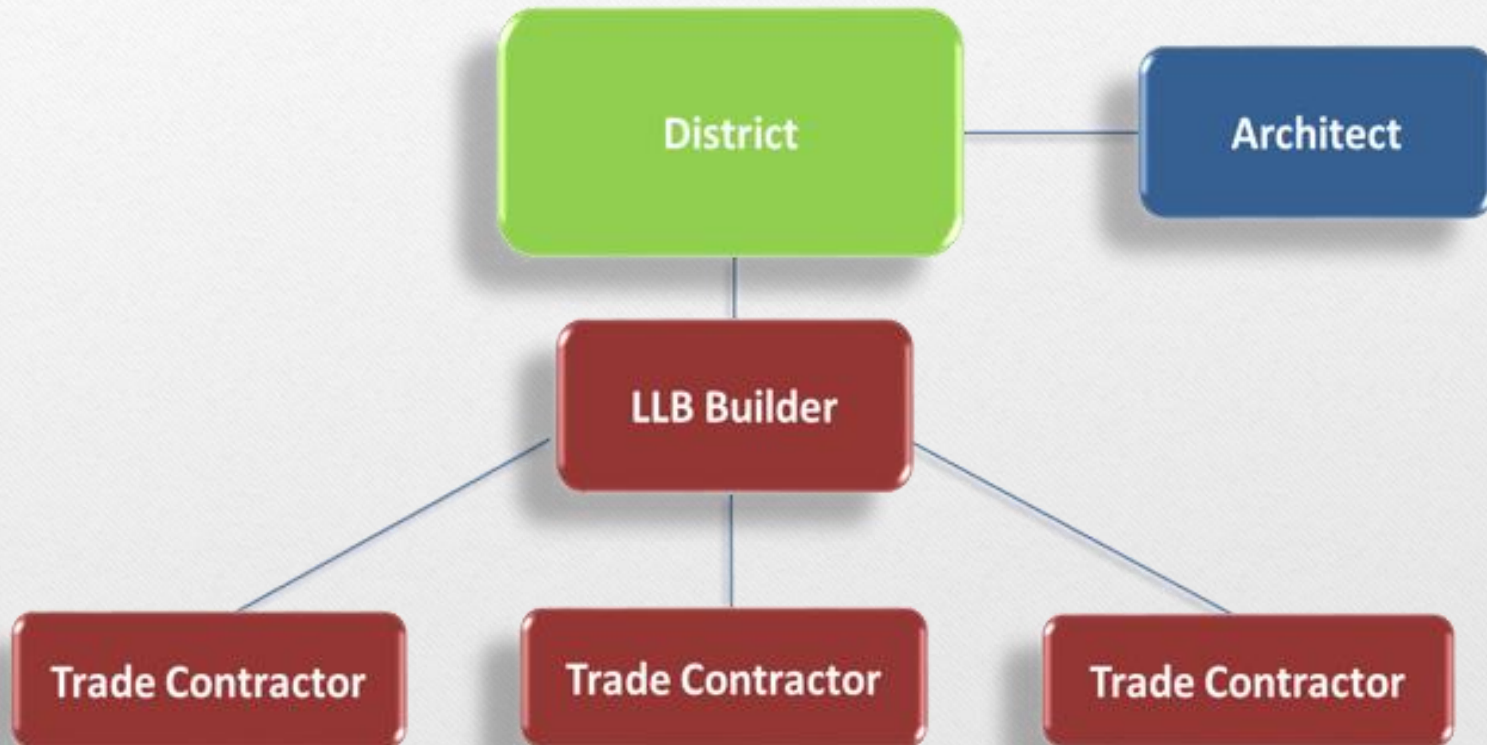 District
Architect
LLB Builder
Trade Contractor
Trade Contractor
Trade Contractor